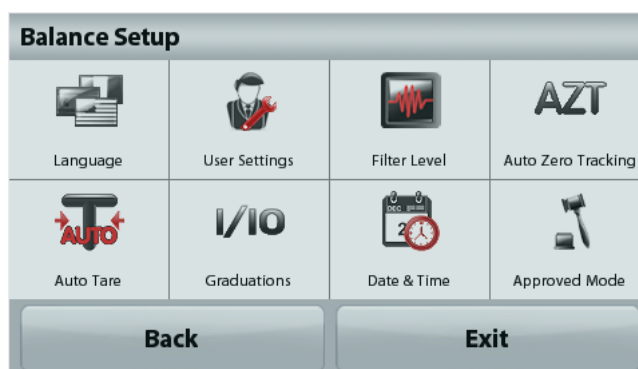 Balance Setup
Language User Settings Filter Level AZT Auto Zero Tracking
AUTO Auto Tare I/IO Graduations DEC Date & Time Approved Mode
Back Exit